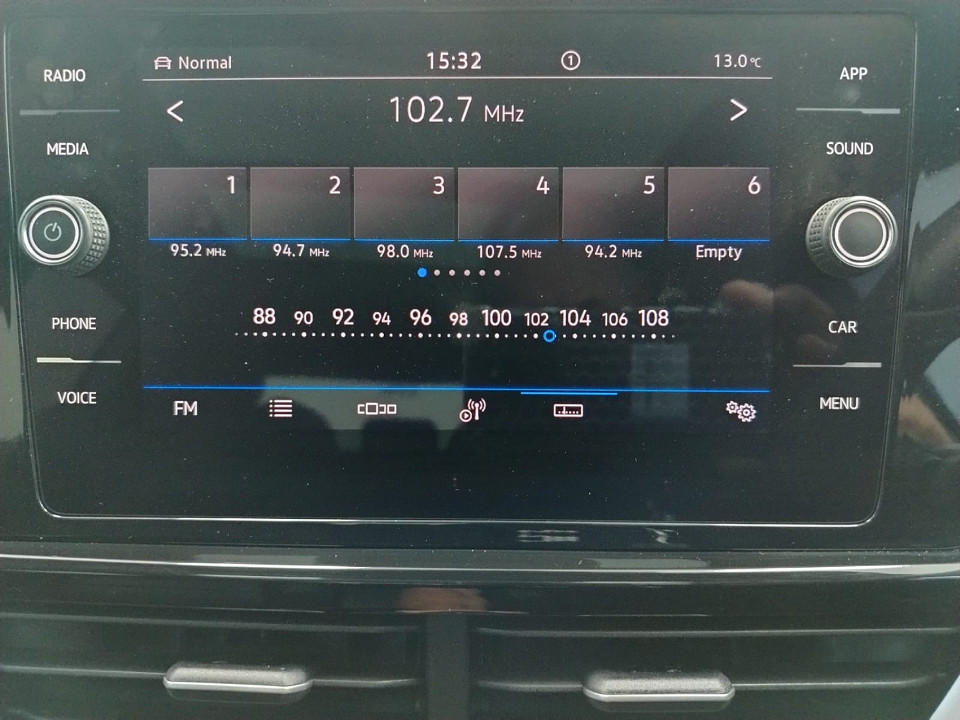 RADIO
MEDIA
PHONE
VOICE
Normal 15:32 1 13.0 °C
< 102.7 MHz >
1 2 3 4 5 6
95.2 MHz 94.7 MHz 98.0 MHz 107.5 MHz 94.2 MHz Empty
88 90 92 94 96 98 100 102 104 106 108
FM
APP
SOUND
CAR
MENU